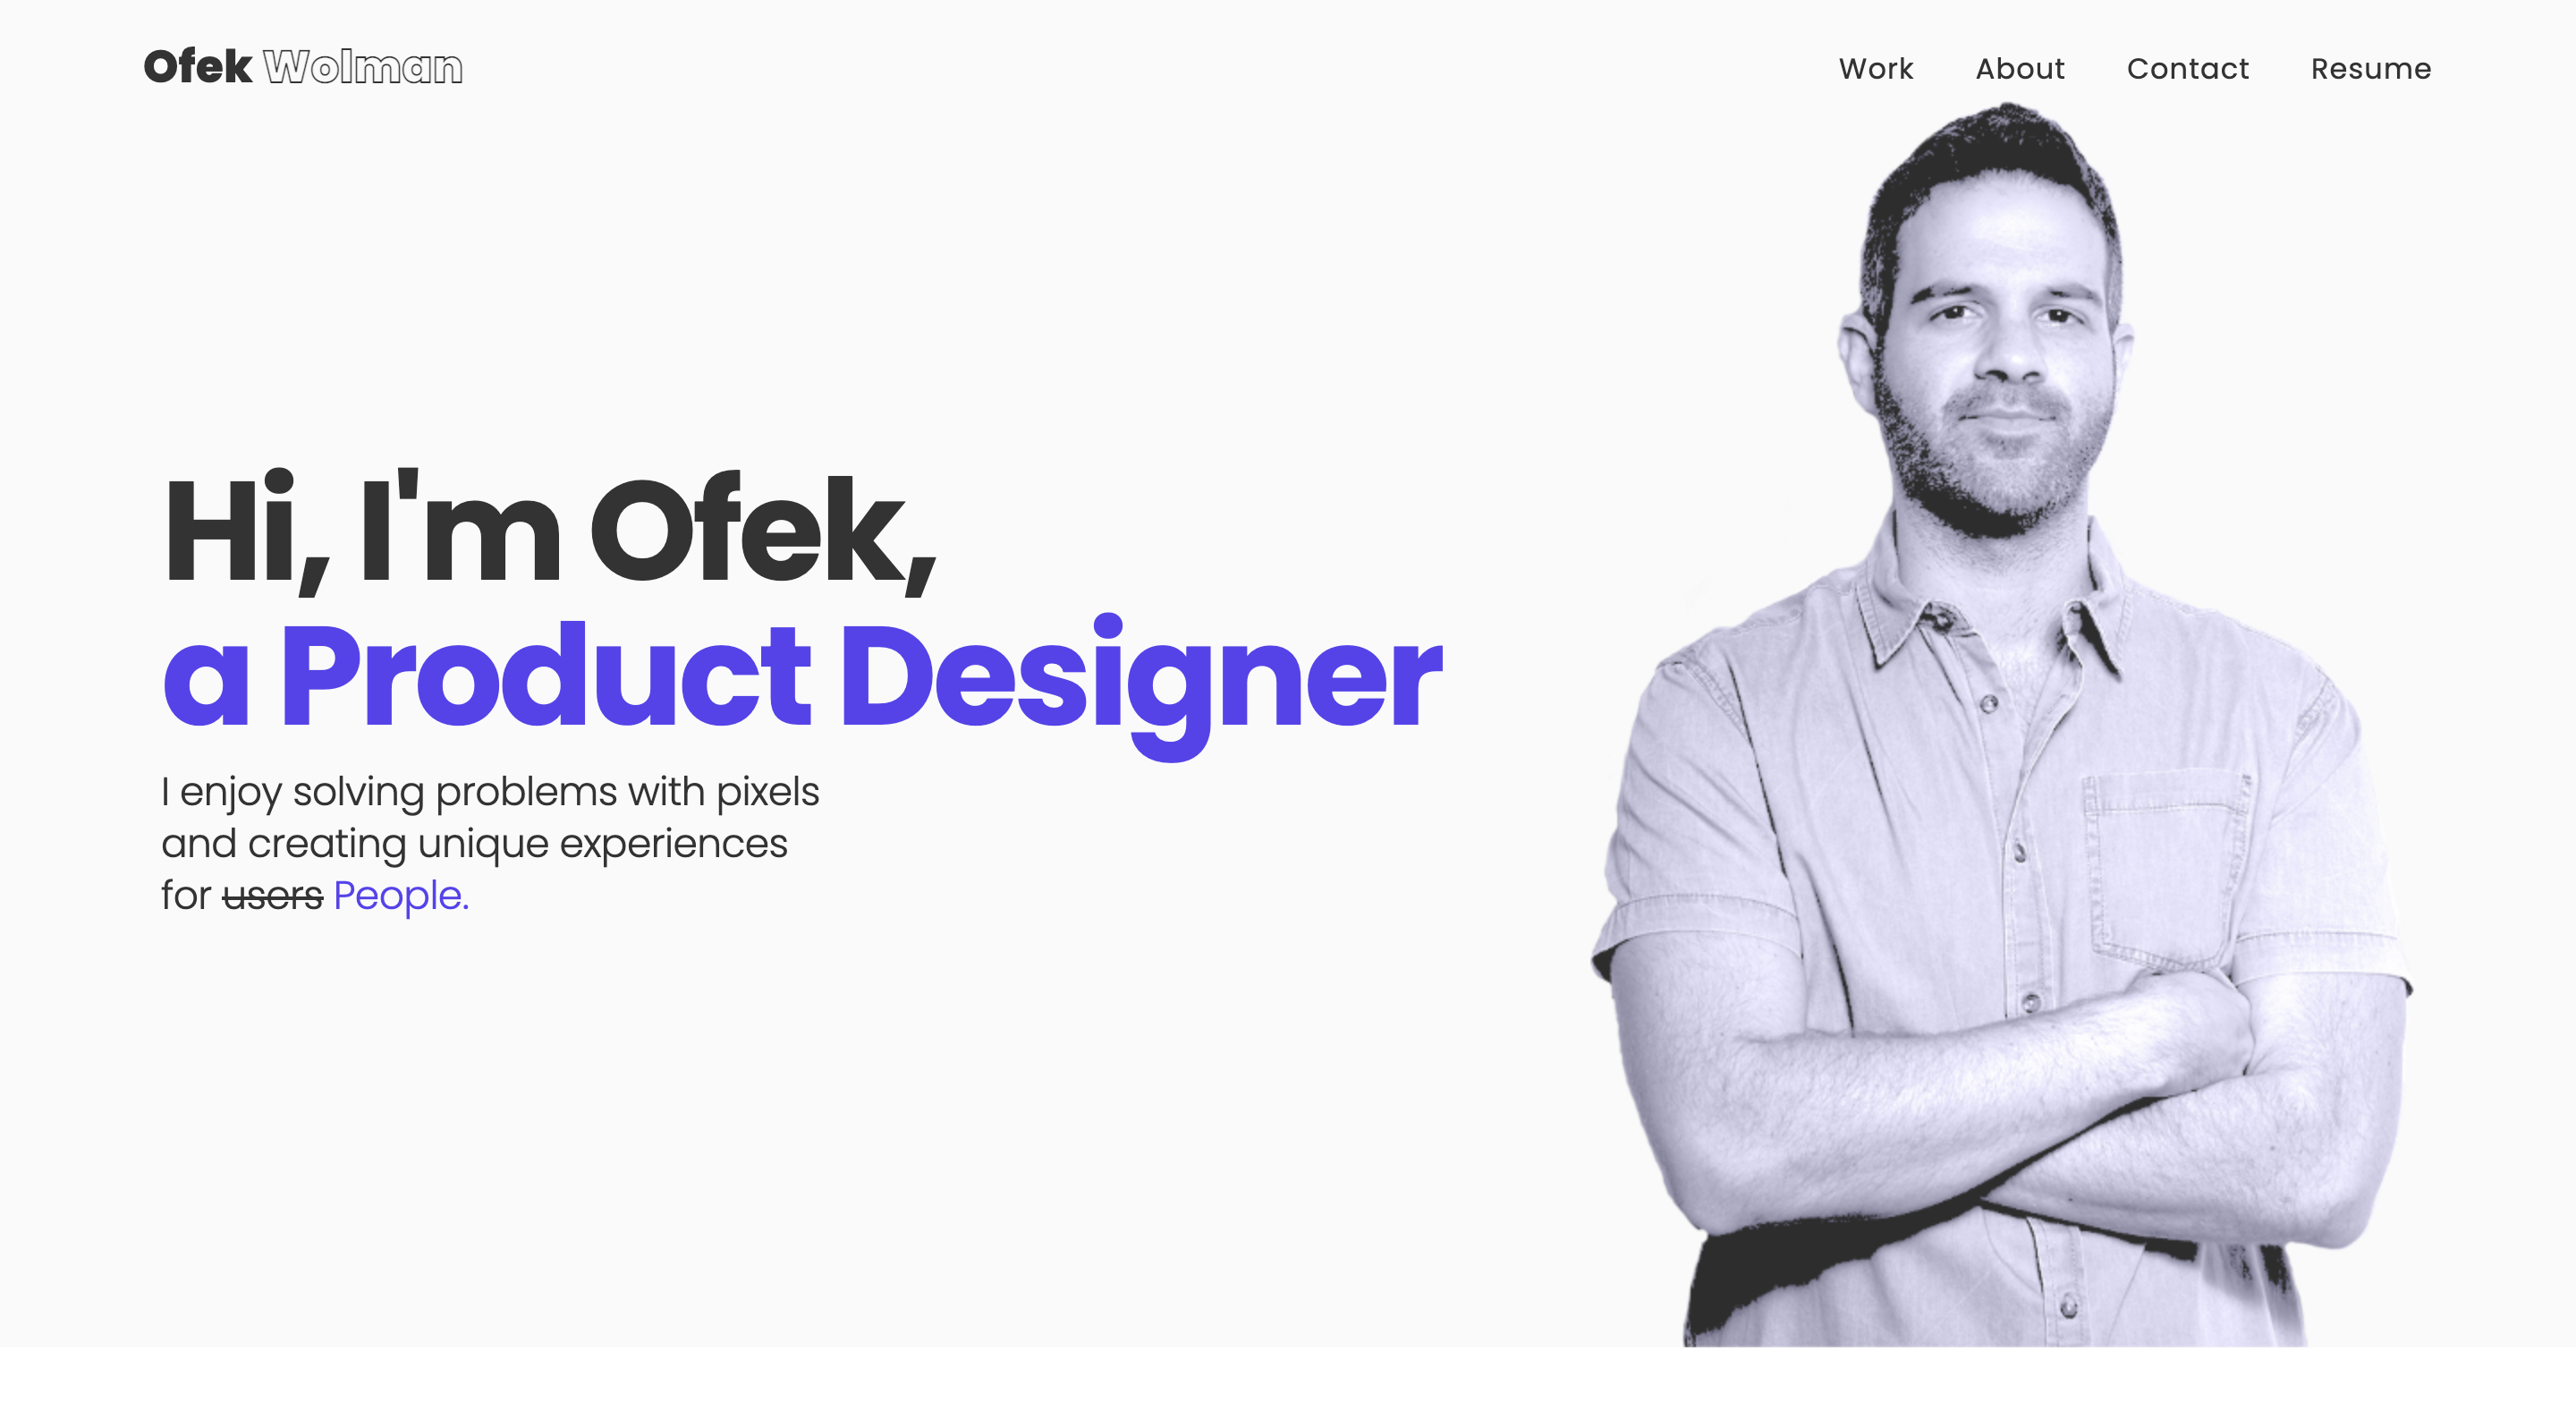 Ofek Wolman
Work About Contact Resume
Hi, I'm Ofek,
a Product Designer
I enjoy solving problems with pixels
and creating unique experiences
for users People.